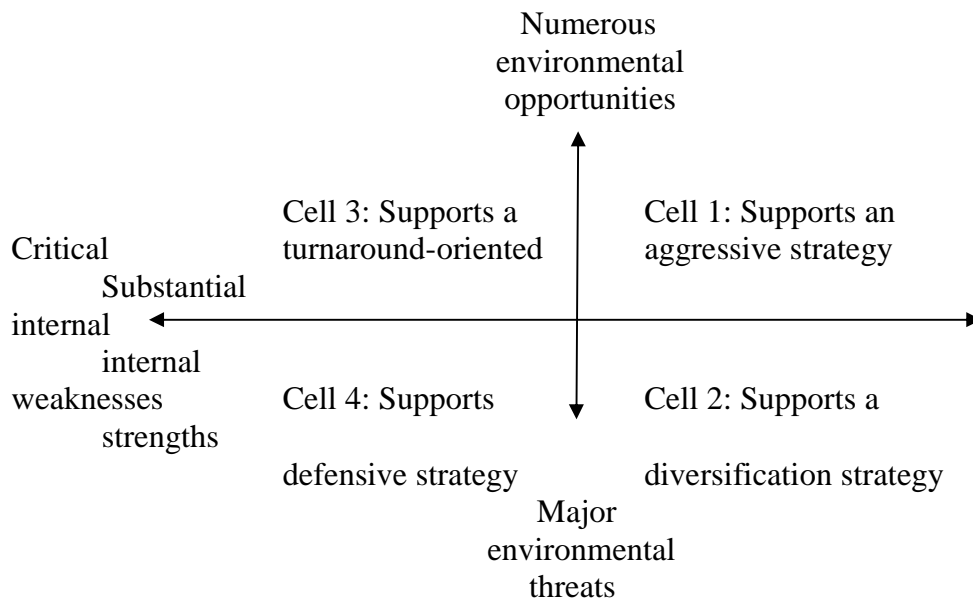 Numerous
environmental
opportunities
Cell 3: Supports a
turnaround-oriented
Cell 1: Supports an
aggressive strategy
Critical
Substantial
internal
internal
weaknesses
strengths
Cell 4: Supports
defensive strategy
Cell 2: Supports a
diversification strategy
Major
environmental
threats